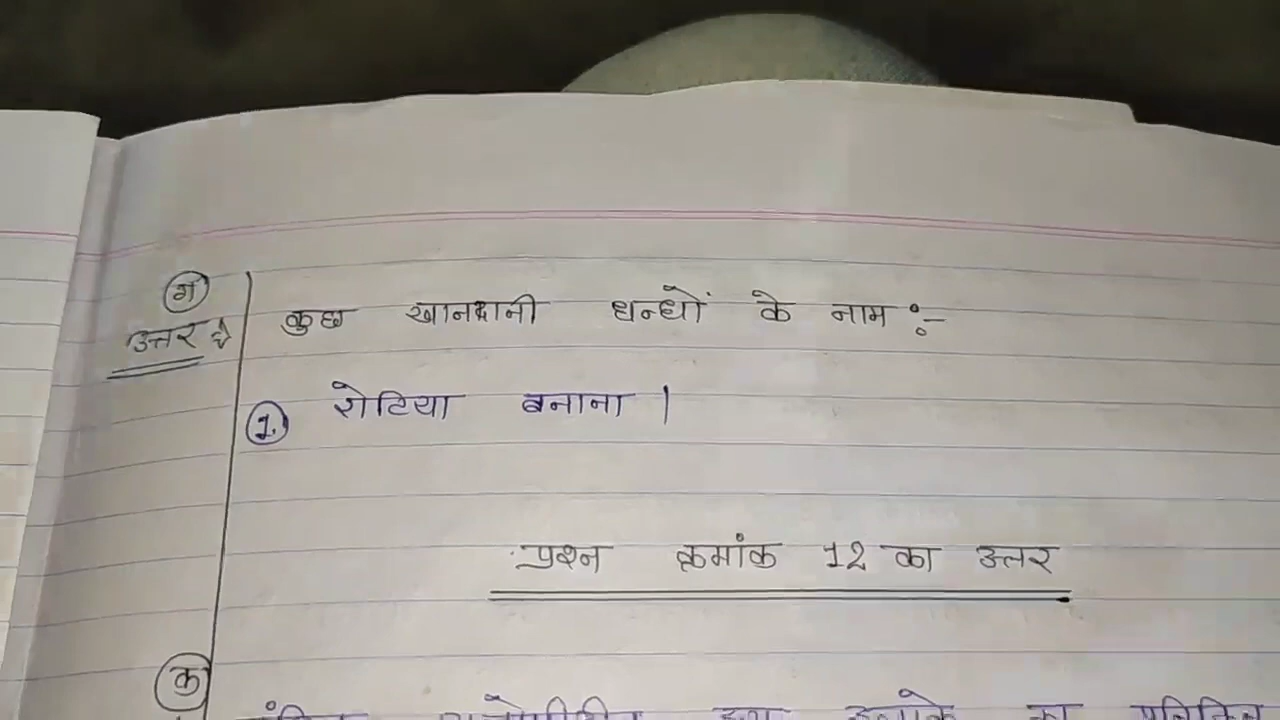 ग
उत्तर ः कुछ खानदानी धन्धों के नाम :-
1. रोटिया बनाना ।
प्रश्न क्रमांक 12 का उत्तर
क